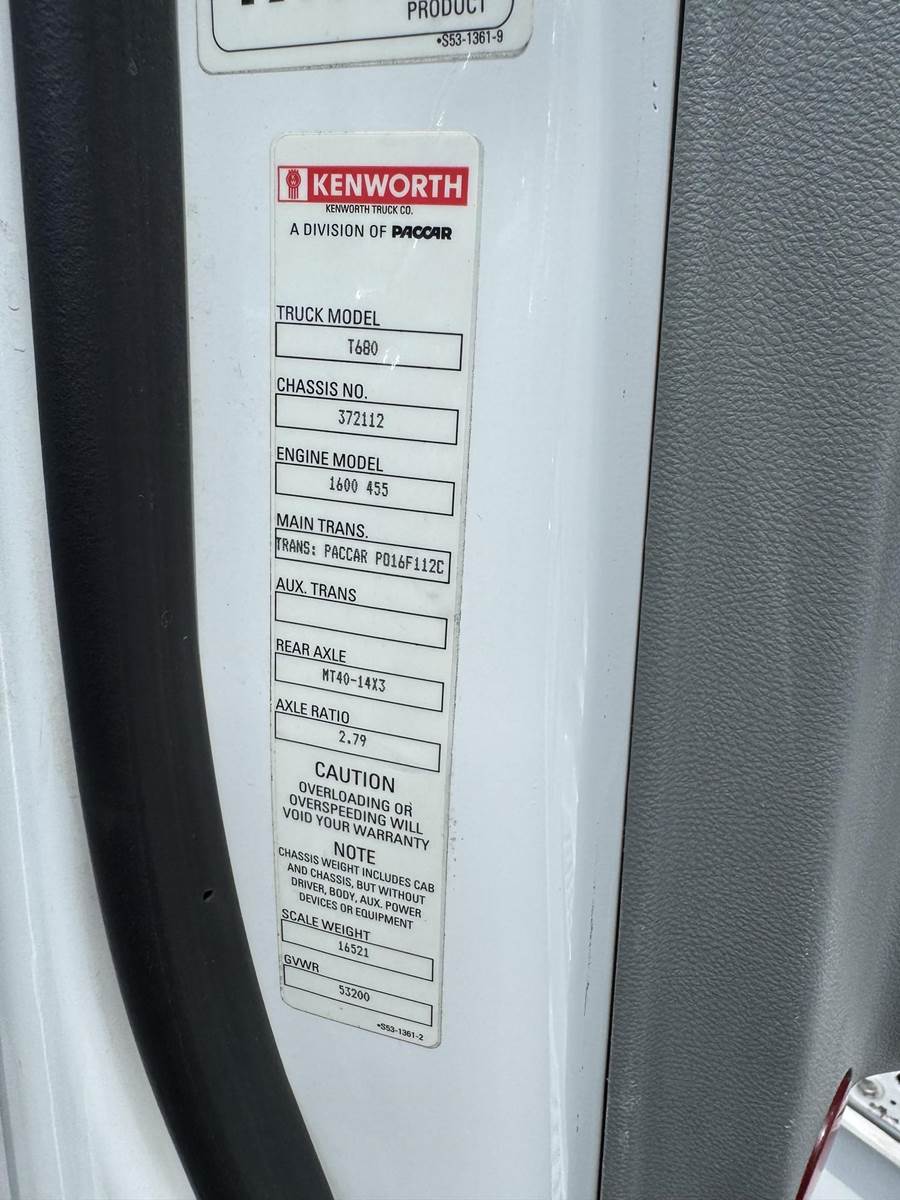 PRODUCT
•S53-1361-9
KENWORTH
KENWORTH TRUCK CO.
A DIVISION OF PACCAR
TRUCK MODEL
T680
CHASSIS NO.
372112
ENGINE MODEL
1600 455
MAIN TRANS.
TRANS: PACCAR PO16F112C
AUX. TRANS
REAR AXLE
MT40-14X3
AXLE RATIO
2.79
CAUTION
OVERLOADING OR
OVERSPEEDING WILL
VOID YOUR WARRANTY
NOTE
CHASSIS WEIGHT INCLUDES CAB
AND CHASSIS, BUT WITHOUT
DRIVER, BODY, AUX. POWER
DEVICES OR EQUIPMENT
SCALE WEIGHT
16521
GVWR
53200
•S53-1361-2